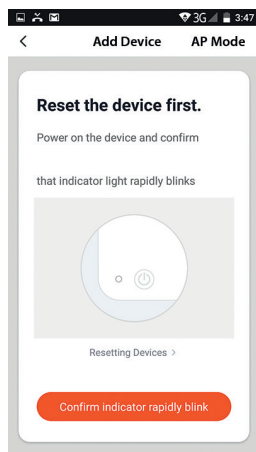 3G 3:47
Add Device AP Mode
Reset the device first.
Power on the device and confirm
that indicator light rapidly blinks
Resetting Devices >
Confirm indicator rapidly blink